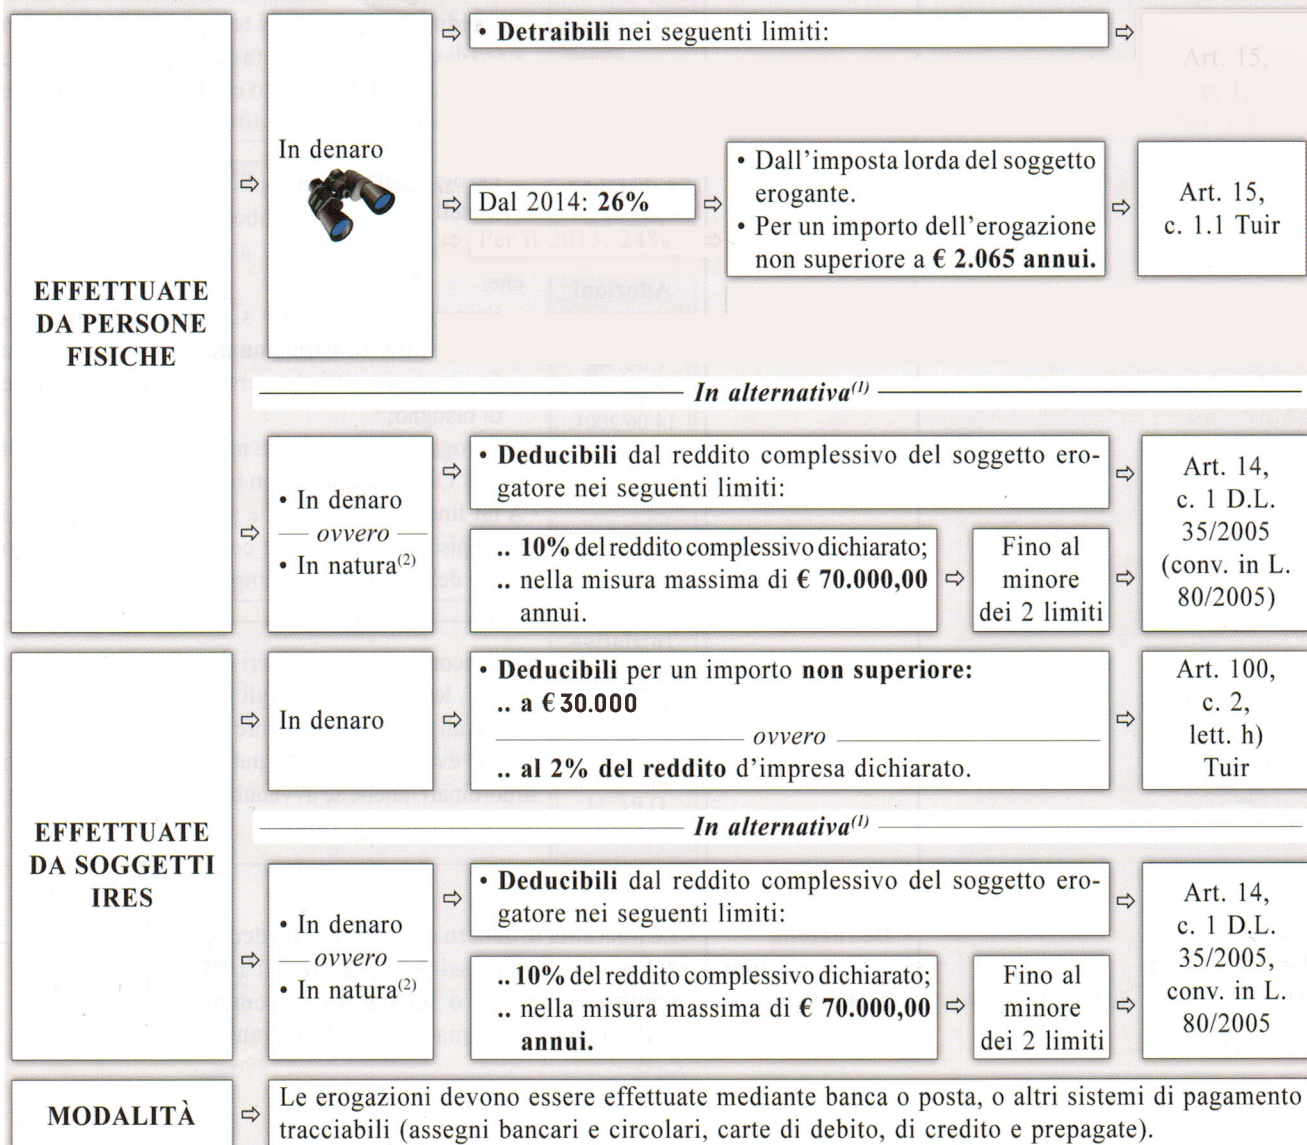 EFFETTUATE
DA PERSONE
FISICHE
In denaro
• Detraibili nei seguenti limiti:
Art. 15,
c. 1,
Dal 2014: 26%
Per il 2013: 24%
• Dall'imposta lorda del soggetto
erogante.
• Per un importo dell'erogazione
non superiore a € 2.065 annui.
Art. 15,
c. 1.1 Tuir
In alternativa(1)
• In denaro
ovvero
• In natura(2)
• Deducibili dal reddito complessivo del soggetto ero-
gatore nei seguenti limiti:
.. 10% del reddito complessivo dichiarato;
.. nella misura massima di € 70.000,00
annui.
Fino al
minore
dei 2 limiti
Art. 14,
c. 1 D.L.
35/2005
(conv. in L.
80/2005)
EFFETTUATE
DA SOGGETTI
IRES
In denaro
• Deducibili per un importo non superiore:
.. a € 30.000
ovvero
.. al 2% del reddito d'impresa dichiarato.
Art. 100,
c. 2,
lett. h)
Tuir
In alternativa(1)
• In denaro
ovvero
• In natura(2)
• Deducibili dal reddito complessivo del soggetto ero-
gatore nei seguenti limiti:
.. 10% del reddito complessivo dichiarato;
.. nella misura massima di € 70.000,00
annui.
Fino al
minore
dei 2 limiti
Art. 14,
c. 1 D.L.
35/2005,
conv. in L.
80/2005
MODALITÀ
Le erogazioni devono essere effettuate mediante banca o posta, o altri sistemi di pagamento
tracciabili (assegni bancari e circolari, carte di debito, di credito e prepagate).